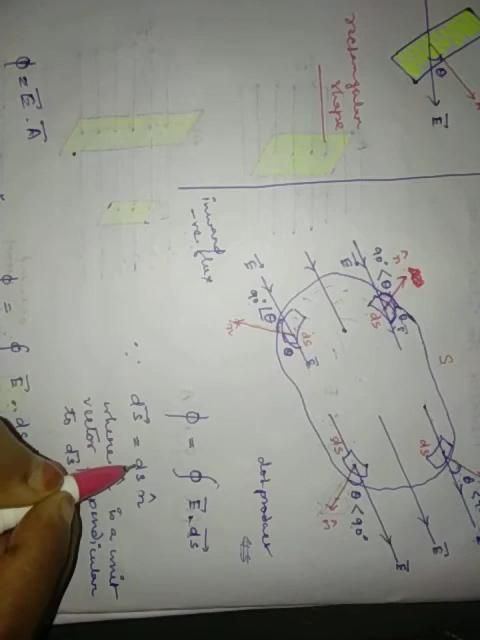 rectangular
shape
θ
E⃗
n̂
ϕ = E⃗ . A⃗
inward
-ve flux
E⃗
90° < θ
n̂
ds
E⃗
S
E⃗
90° < θ
ds
θ
n̂
E⃗
ds
θ < 90°
n̂
E⃗
ds
E⃗
dot product
ϕ = ∮ E⃗ . ds⃗
∴ ds⃗ = ds n̂
where is a unit
vector
to ds
ϕ = ∮ E⃗ . ds